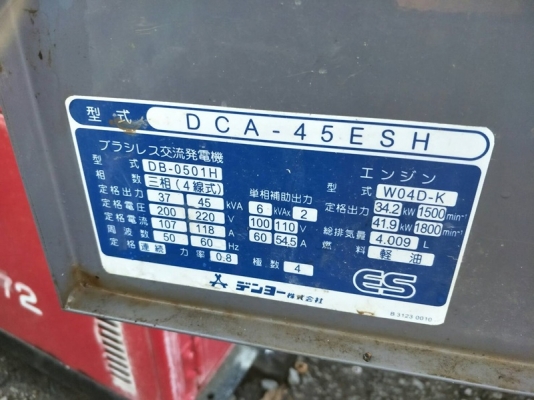 型式 DCA-45ESH
ブラシレス交流発電機
型式 DB-0501H
相数 三相(4線式) 単相補助出力
定格出力 37 45 kVA 6 kVA× 2
定格電圧 200 220 V 100 110 V
定格電流 107 118 A 60 54.5 A
周波数 50 60 Hz
定格 連続 力率 0.8 極数 4
エンジン
型式 W04D-K
定格出力 34.2 kW 1500 min⁻¹
41.9 kW 1800 min⁻¹
総排気量 4.009 L
燃料 軽油
ES
デンヨー株式会社
B 3123 0010
72